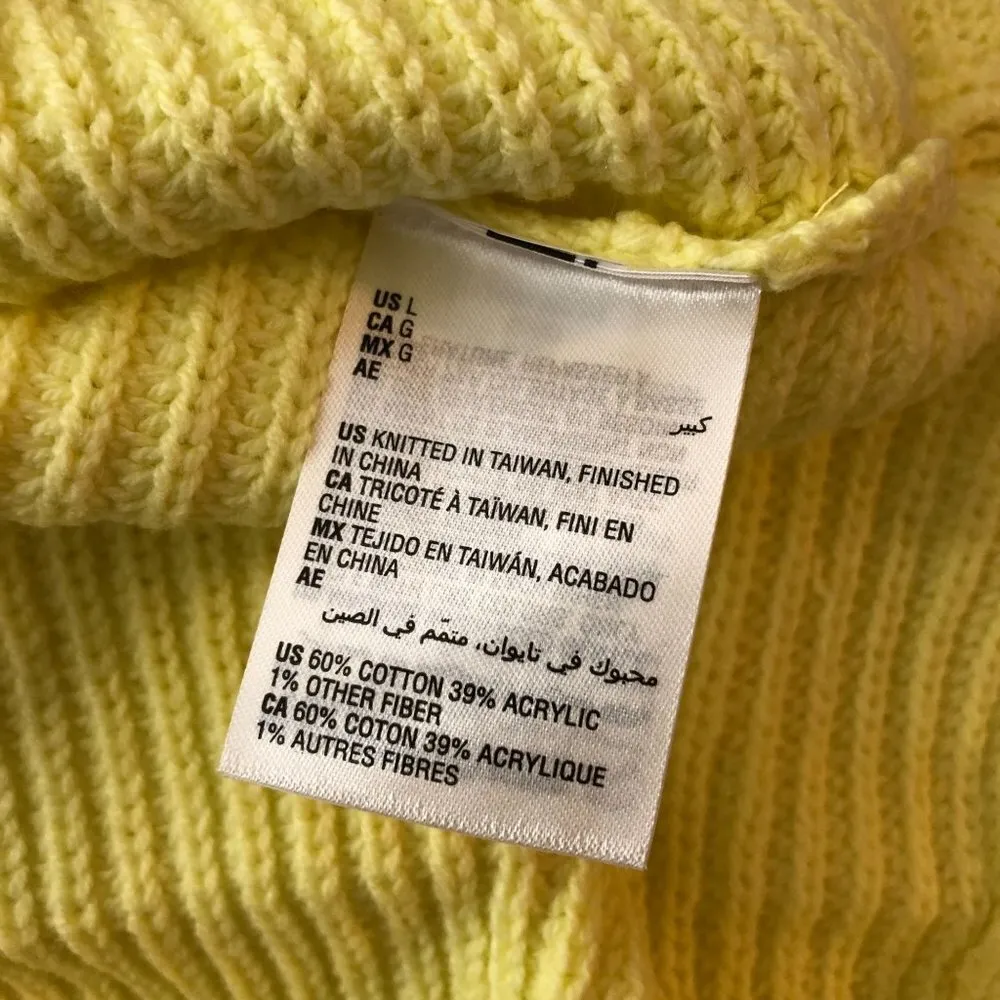 US L
CA G
MX G
AE
كبير
US KNITTED IN TAIWAN, FINISHED
IN CHINA
CA TRICOTÉ À TAÏWAN, FINI EN
CHINE
MX TEJIDO EN TAIWÁN, ACABADO
EN CHINA
AE
محبوك في تايوان، متمّم في الصين
US 60% COTTON 39% ACRYLIC
1% OTHER FIBER
CA 60% COTON 39% ACRYLIQUE
1% AUTRES FIBRES